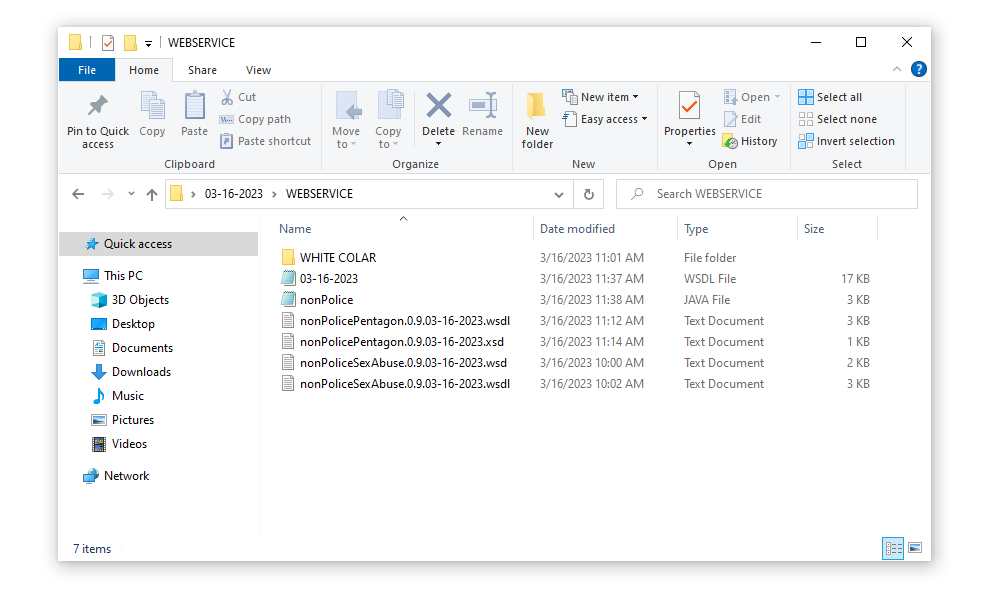 WEBSERVICE
File Home Share View
Pin to Quick access
Copy
Paste
Cut
Copy path
Paste shortcut
Clipboard
Move to
Copy to
Delete
Rename
Organize
New folder
New item
Easy access
New
Properties
Open
Edit
History
Open
Select all
Select none
Invert selection
Select
03-16-2023 WEBSERVICE
Search WEBSERVICE
Quick access
This PC
3D Objects
Desktop
Documents
Downloads
Music
Pictures
Videos
Network
Name Date modified Type Size
WHITE COLAR 3/16/2023 11:01 AM File folder
03-16-2023 3/16/2023 11:37 AM WSDL File 17 KB
nonPolice 3/16/2023 11:38 AM JAVA File 3 KB
nonPolicePentagon.0.9.03-16-2023.wsdl 3/16/2023 11:12 AM Text Document 3 KB
nonPolicePentagon.0.9.03-16-2023.xsd 3/16/2023 11:14 AM Text Document 1 KB
nonPoliceSexAbuse.0.9.03-16-2023.wsd 3/16/2023 10:00 AM Text Document 2 KB
nonPoliceSexAbuse.0.9.03-16-2023.wsdl 3/16/2023 10:02 AM Text Document 3 KB
7 items